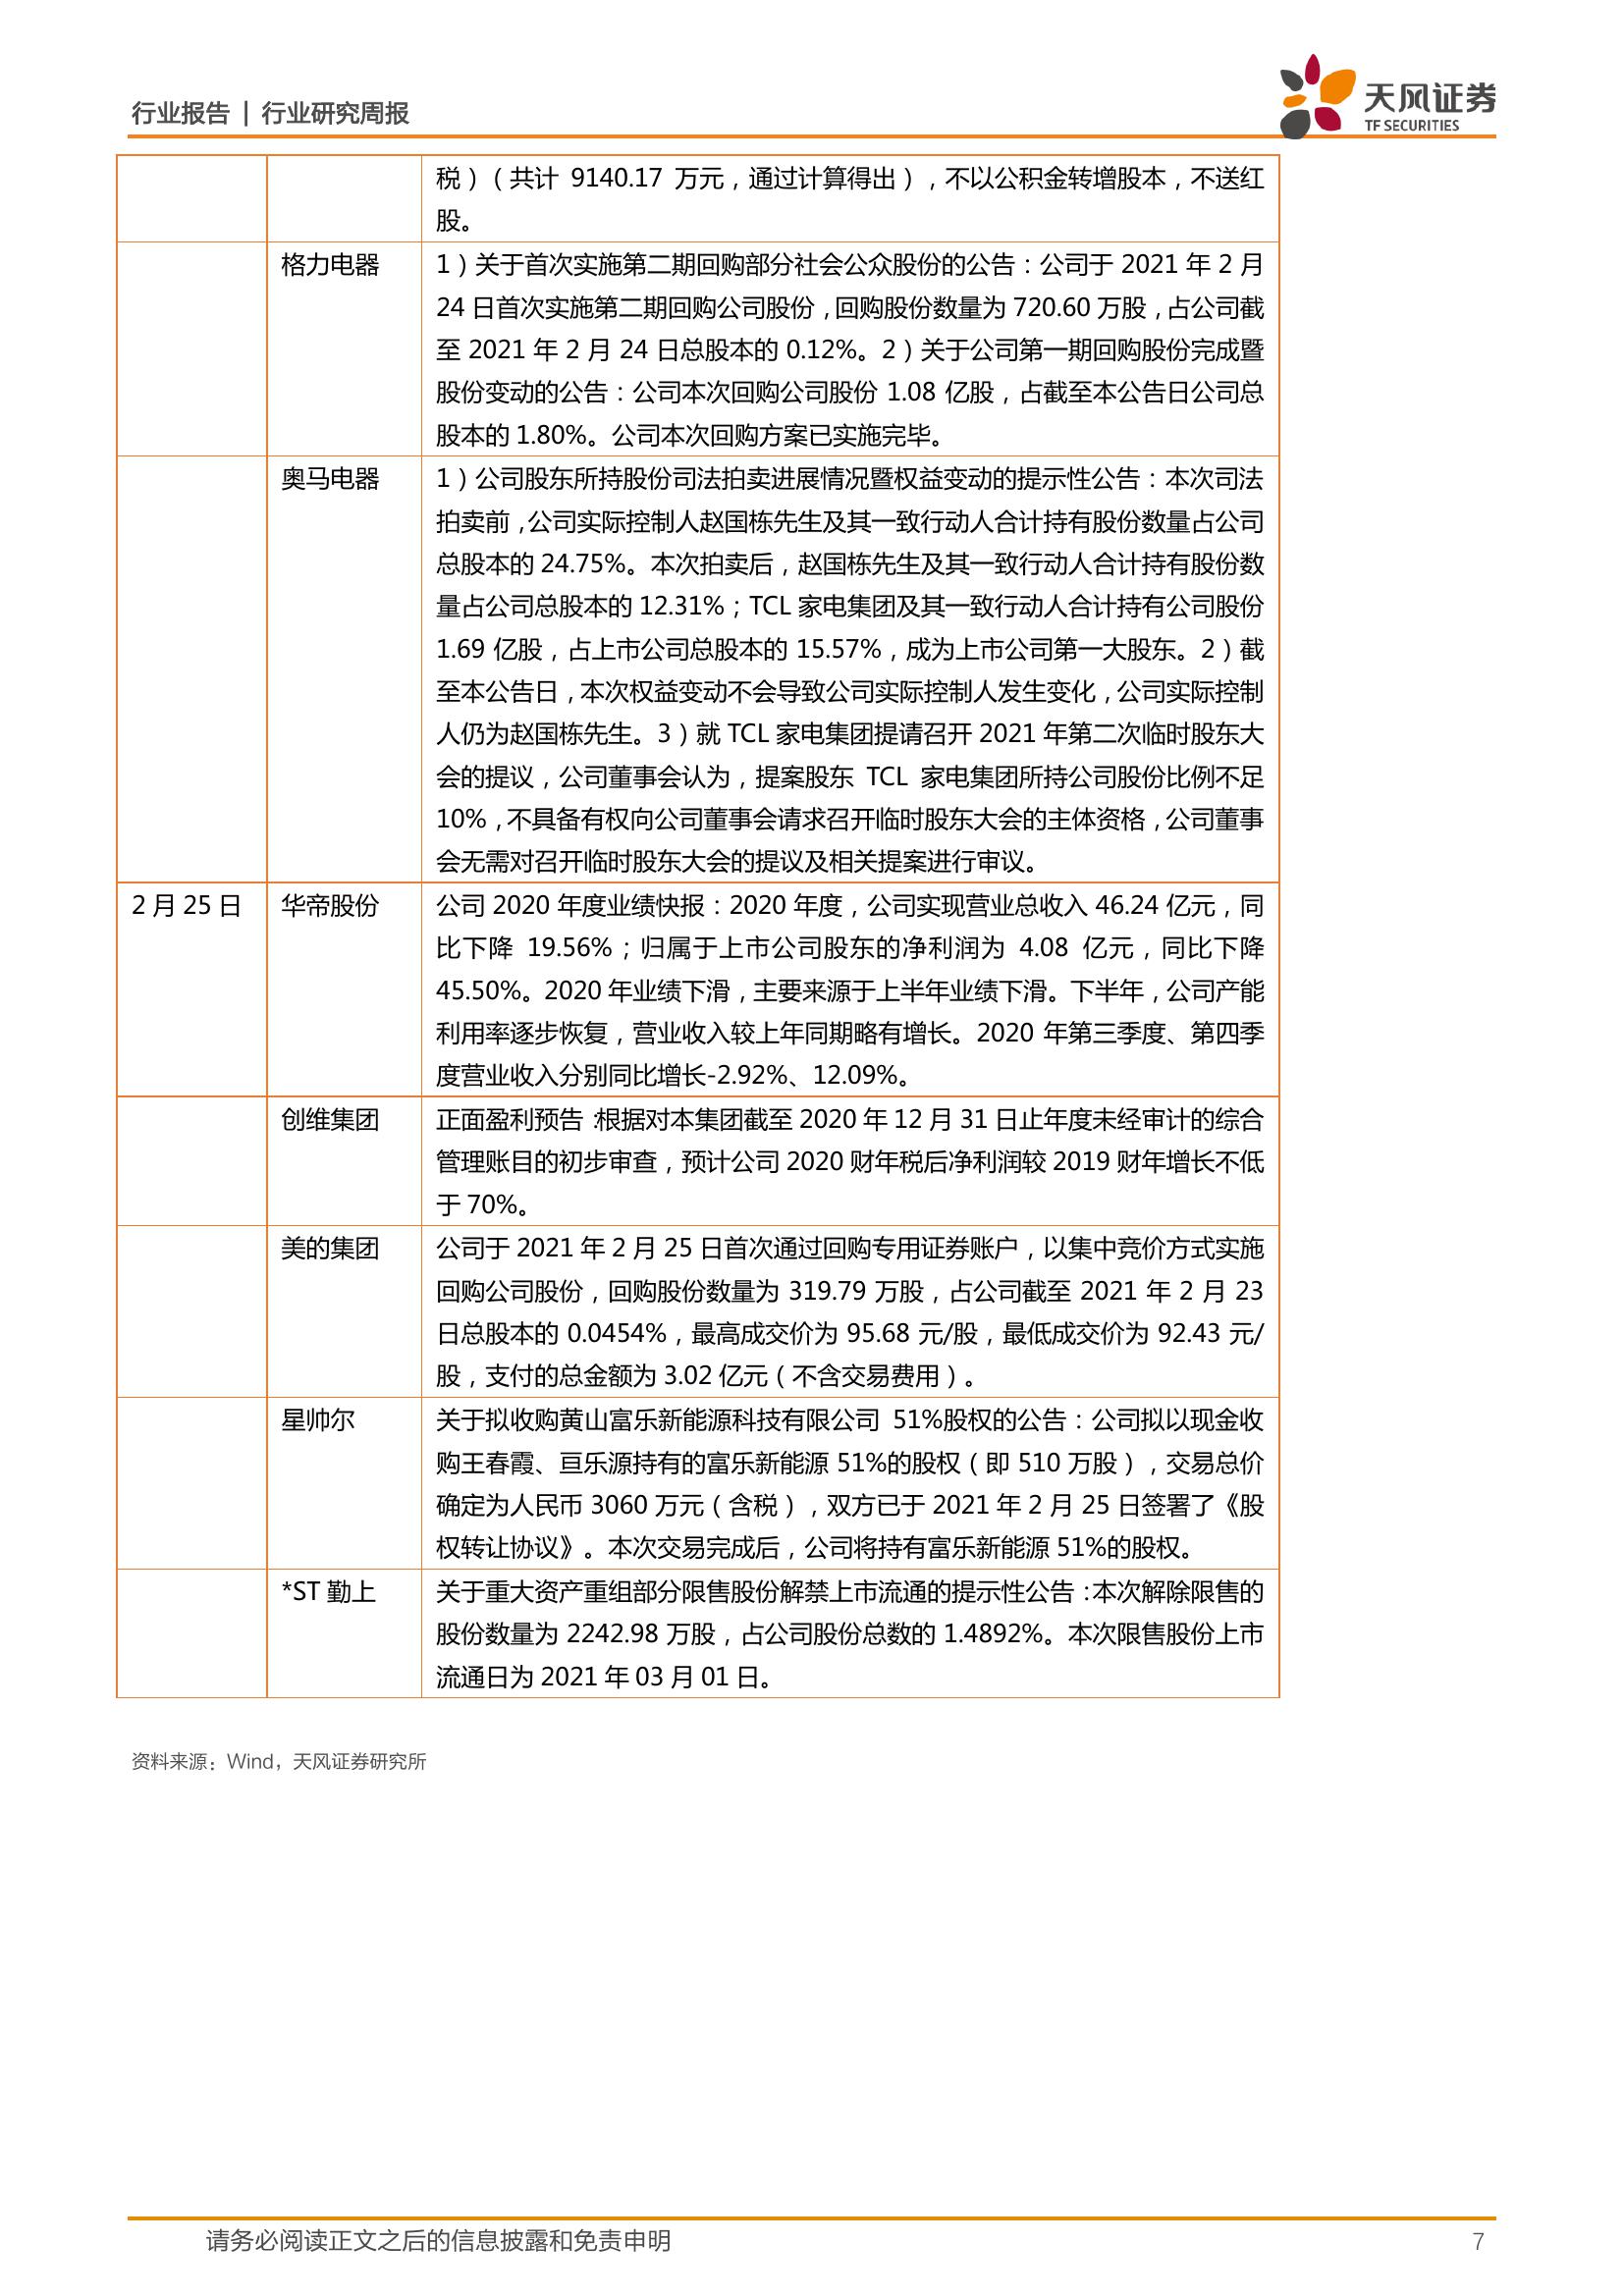 行业报告 | 行业研究周报
天风证券
TF SECURITIES
税)(共计 9140.17 万元,通过计算得出),不以公积金转增股本,不送红
股。
格力电器
1)关于首次实施第二期回购部分社会公众股份的公告:公司于 2021 年 2 月
24 日首次实施第二期回购公司股份,回购股份数量为 720.60 万股,占公司截
至 2021 年 2 月 24 日总股本的 0.12%。2)关于公司第一期回购股份完成暨
股份变动的公告:公司本次回购公司股份 1.08 亿股,占截至本公告日公司总
股本的 1.80%。公司本次回购方案已实施完毕。
奥马电器
1)公司股东所持股份司法拍卖进展情况暨权益变动的提示性公告:本次司法
拍卖前,公司实际控制人赵国栋先生及其一致行动人合计持有股份数量占公司
总股本的 24.75%。本次拍卖后,赵国栋先生及其一致行动人合计持有股份数
量占公司总股本的 12.31%;TCL 家电集团及其一致行动人合计持有公司股份
1.69 亿股,占上市公司总股本的 15.57%,成为上市公司第一大股东。2)截
至本公告日,本次权益变动不会导致公司实际控制人发生变化,公司实际控制
人仍为赵国栋先生。3)就 TCL 家电集团提请召开 2021 年第二次临时股东大
会的提议,公司董事会认为,提案股东 TCL 家电集团所持公司股份比例不足
10%,不具备有权向公司董事会请求召开临时股东大会的主体资格,公司董事
会无需对召开临时股东大会的提议及相关提案进行审议。
2 月 25 日
华帝股份
公司 2020 年度业绩快报:2020 年度,公司实现营业总收入 46.24 亿元,同
比下降 19.56%;归属于上市公司股东的净利润为 4.08 亿元,同比下降
45.50%。2020 年业绩下滑,主要来源于上半年业绩下滑。下半年,公司产能
利用率逐步恢复,营业收入较上年同期略有增长。2020 年第三季度、第四季
度营业收入分别同比增长-2.92%、12.09%。
创维集团
正面盈利预告:根据对本集团截至 2020 年 12 月 31 日止年度未经审计的综合
管理账目的初步审查,预计公司 2020 财年税后净利润较 2019 财年增长不低
于 70%。
美的集团
公司于 2021 年 2 月 25 日首次通过回购专用证券账户,以集中竞价方式实施
回购公司股份,回购股份数量为 319.79 万股,占公司截至 2021 年 2 月 23
日总股本的 0.0454%,最高成交价为 95.68 元/股,最低成交价为 92.43 元/
股,支付的总金额为 3.02 亿元(不含交易费用)。
星帅尔
关于拟收购黄山富乐新能源科技有限公司 51%股权的公告:公司拟以现金收
购王春霞、亘乐源持有的富乐新能源 51%的股权(即 510 万股),交易总价
确定为人民币 3060 万元(含税),双方已于 2021 年 2 月 25 日签署了《股
权转让协议》。本次交易完成后,公司将持有富乐新能源 51%的股权。
*ST 勤上
关于重大资产重组部分限售股份解禁上市流通的提示性公告:本次解除限售的
股份数量为 2242.98 万股,占公司股份总数的 1.4892%。本次限售股份上市
流通日为 2021 年 03 月 01 日。
资料来源:Wind,天风证券研究所
请务必阅读正文之后的信息披露和免责申明
7